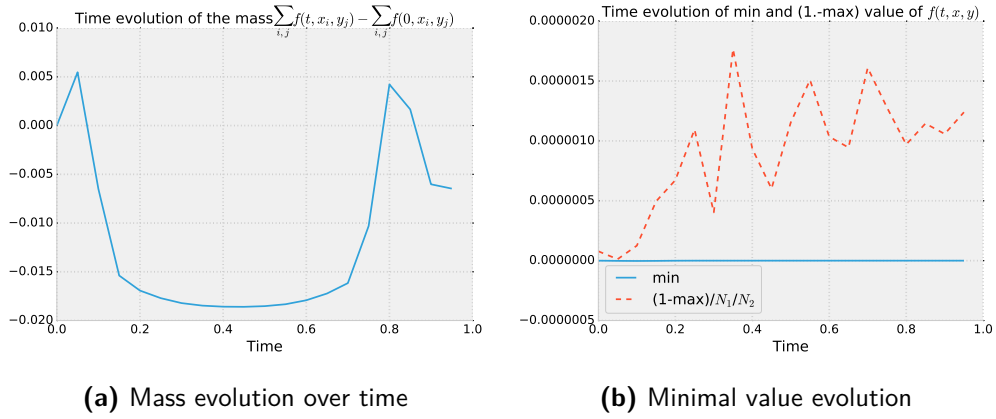 Time evolution of the mass ∑_{i,j} f(t, x_i, y_j) − ∑_{i,j} f(0, x_i, y_j)
0.010
0.005
0.000
−0.005
−0.010
−0.015
−0.020
0.0 0.2 0.4 0.6 0.8 1.0
Time
(a) Mass evolution over time
Time evolution of min and (1.-max) value of f(t, x, y)
0.0000020
0.0000015
0.0000010
0.0000005
0.0000000
−0.0000005
min
(1-max)/N_1/N_2
0.0 0.2 0.4 0.6 0.8 1.0
Time
(b) Minimal value evolution